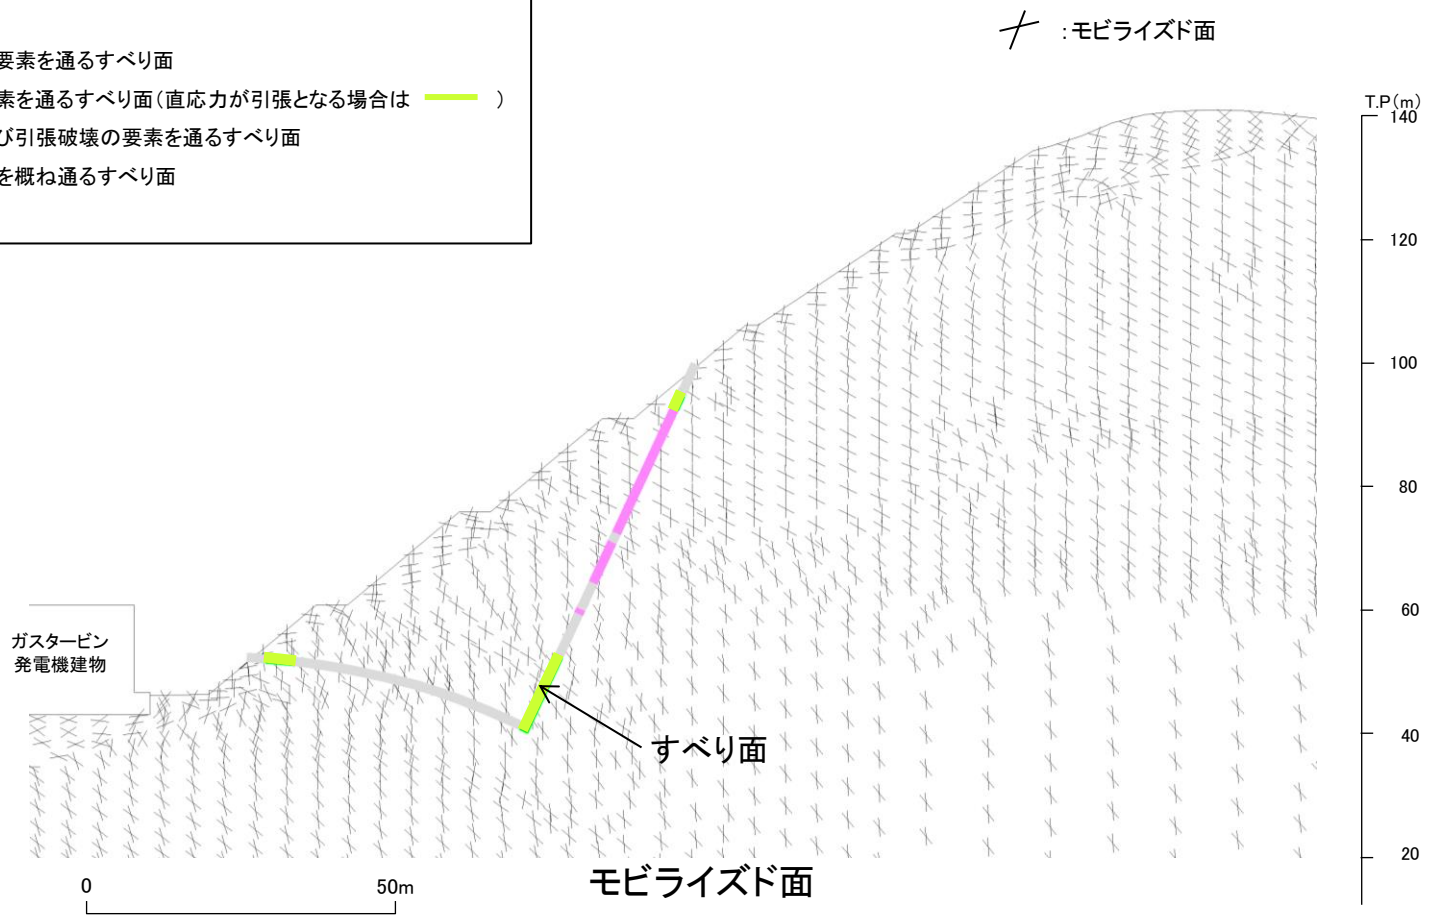 :モビライズド面
要素を通るすべり面
素を通るすべり面(直応力が引張となる場合は )
び引張破壊の要素を通るすべり面
を概ね通るすべり面
T.P(m)
140
120
100
80
60
40
20
ガスタービン
発電機建物
すべり面
モビライズド面
0 50m